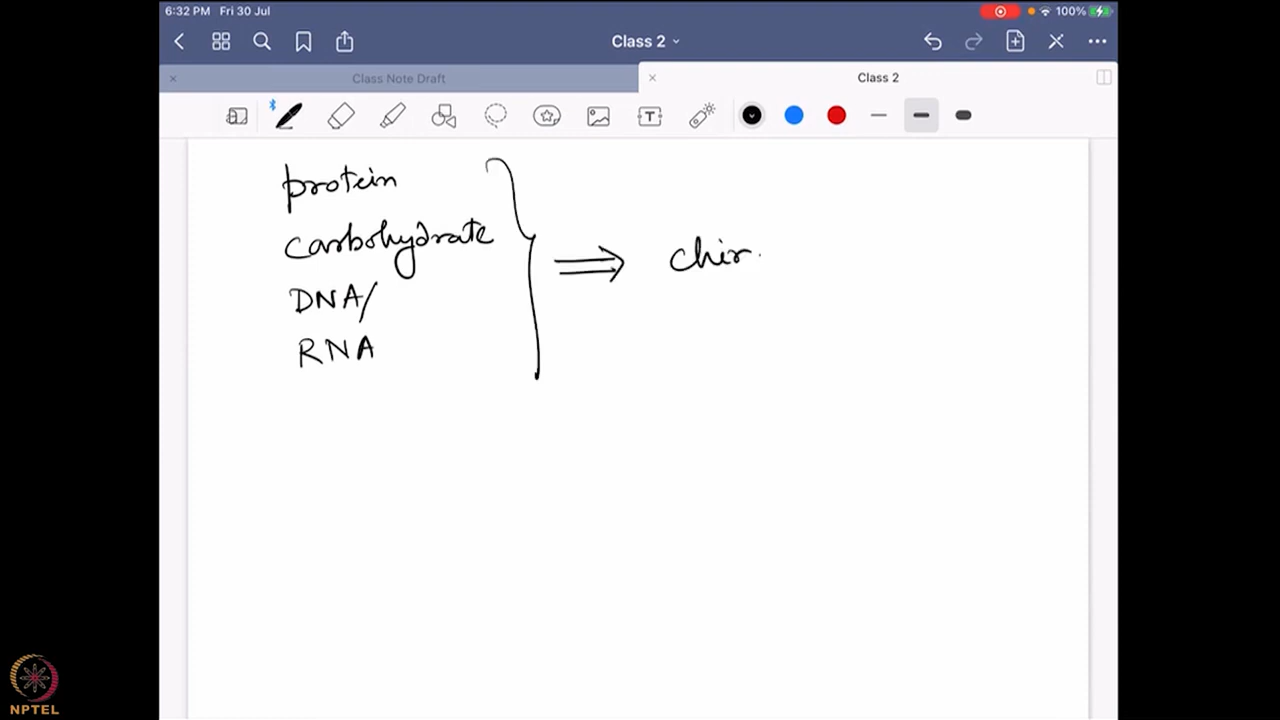 6:32 PM Fri 30 Jul 100%
Class 2
Class Note Draft Class 2
T
protein
carbohydrate
DNA/
RNA
⇒ chir
NPTEL